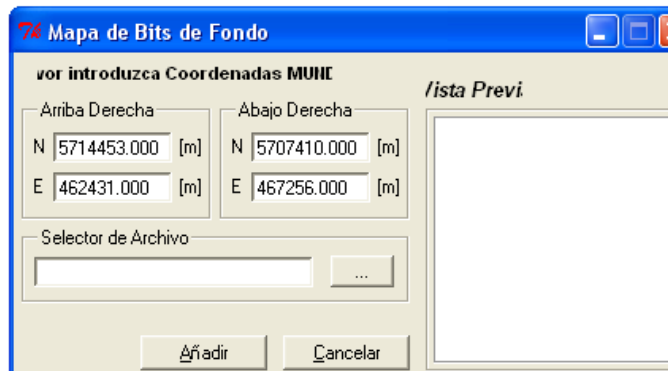 Mapa de Bits de Fondo
vor introduzca Coordenadas MUND
Vista Previ
Arriba Derecha
Abajo Derecha
N 5714453.000 [m]
N 5707410.000 [m]
E 462431.000 [m]
E 467256.000 [m]
Selector de Archivo
...
Añadir
Cancelar